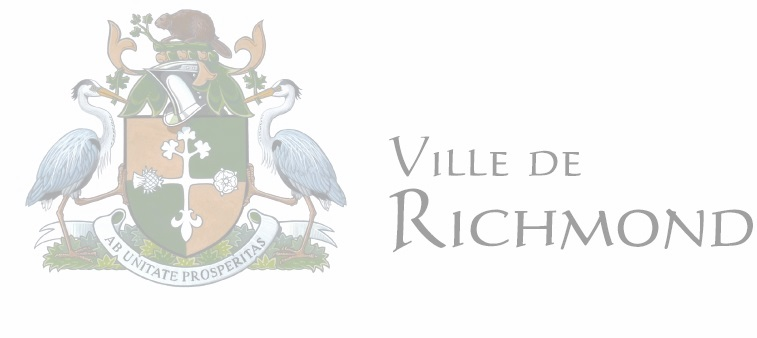 AB UNITATE PROSPERITAS
VILLE DE
RICHMOND